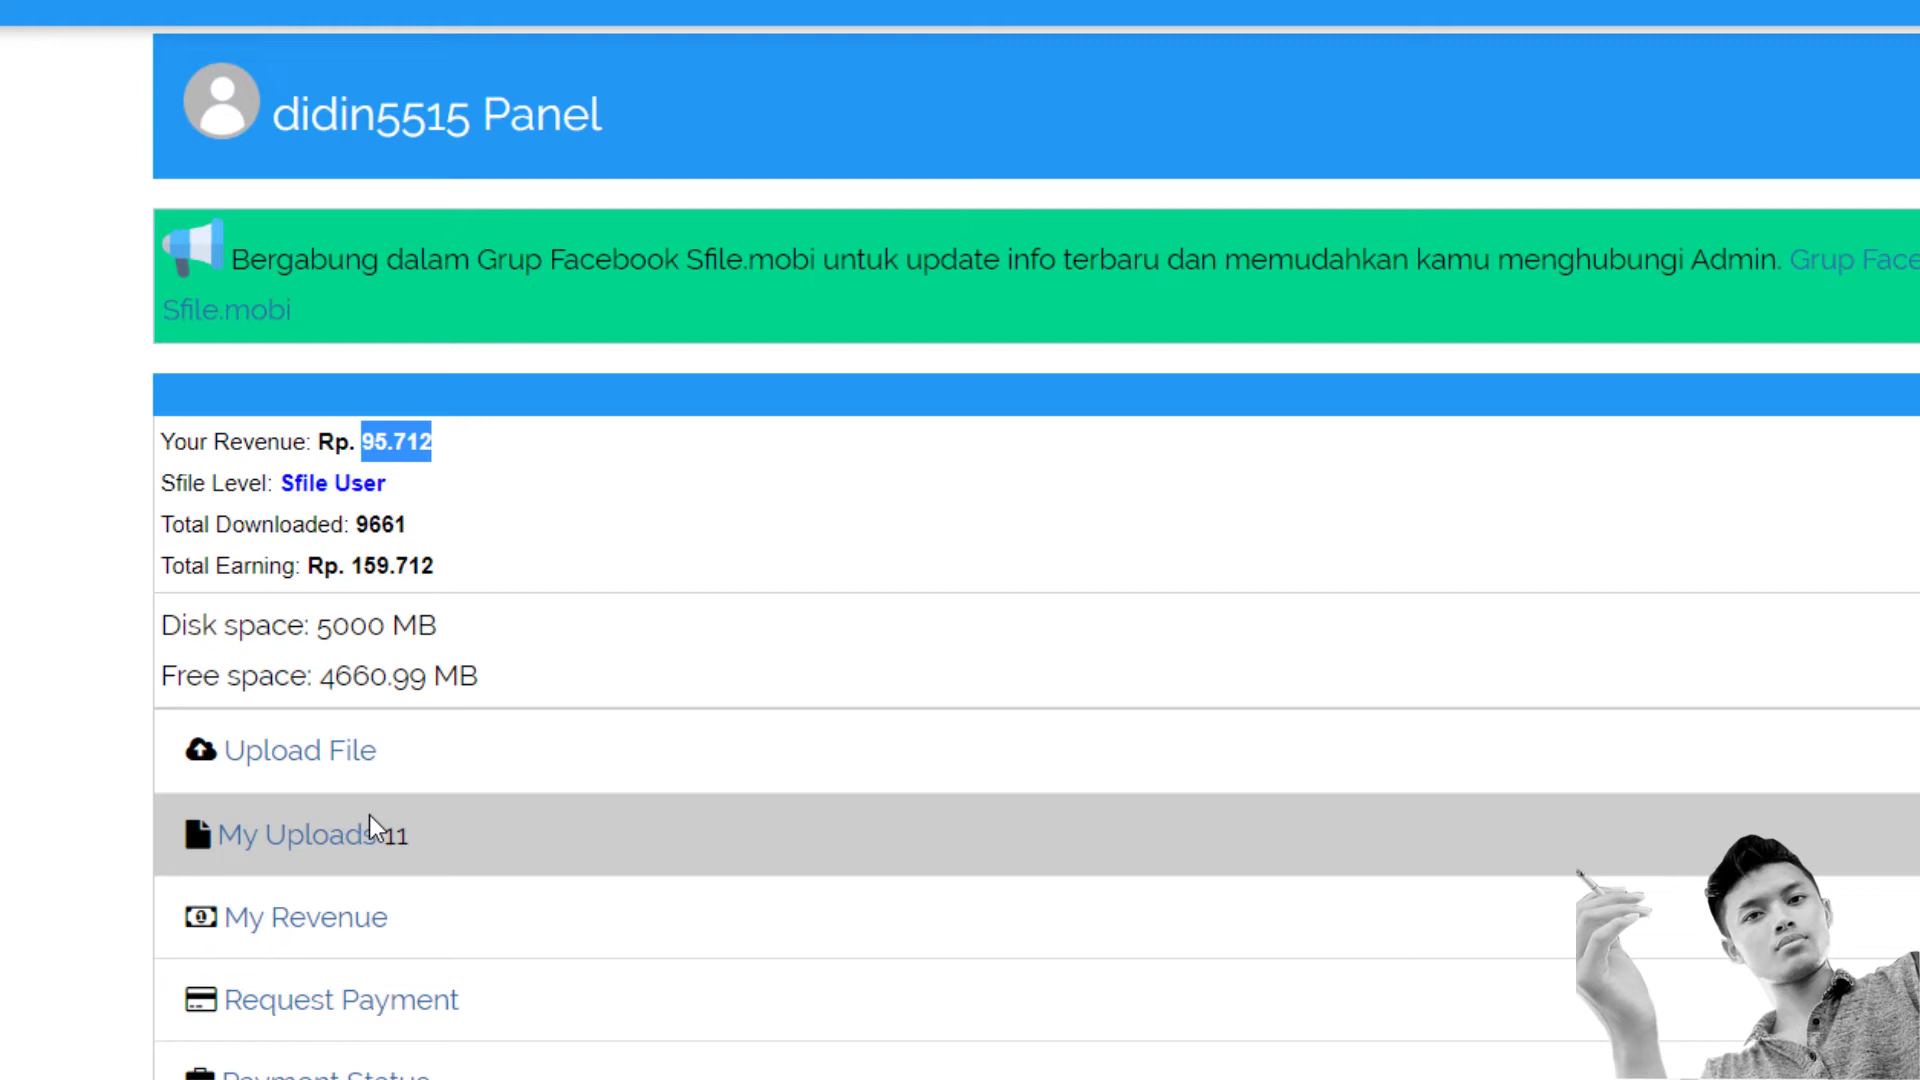 didin5515 Panel
Bergabung dalam Grup Facebook Sfile.mobi untuk update info terbaru dan memudahkan kamu menghubungi Admin. Grup Face
Sfile.mobi
Your Revenue: Rp. 95.712
Sfile Level: Sfile User
Total Downloaded: 9661
Total Earning: Rp. 159.712
Disk space: 5000 MB
Free space: 4660.99 MB
Upload File
My Uploads 11
My Revenue
Request Payment
Payment Status